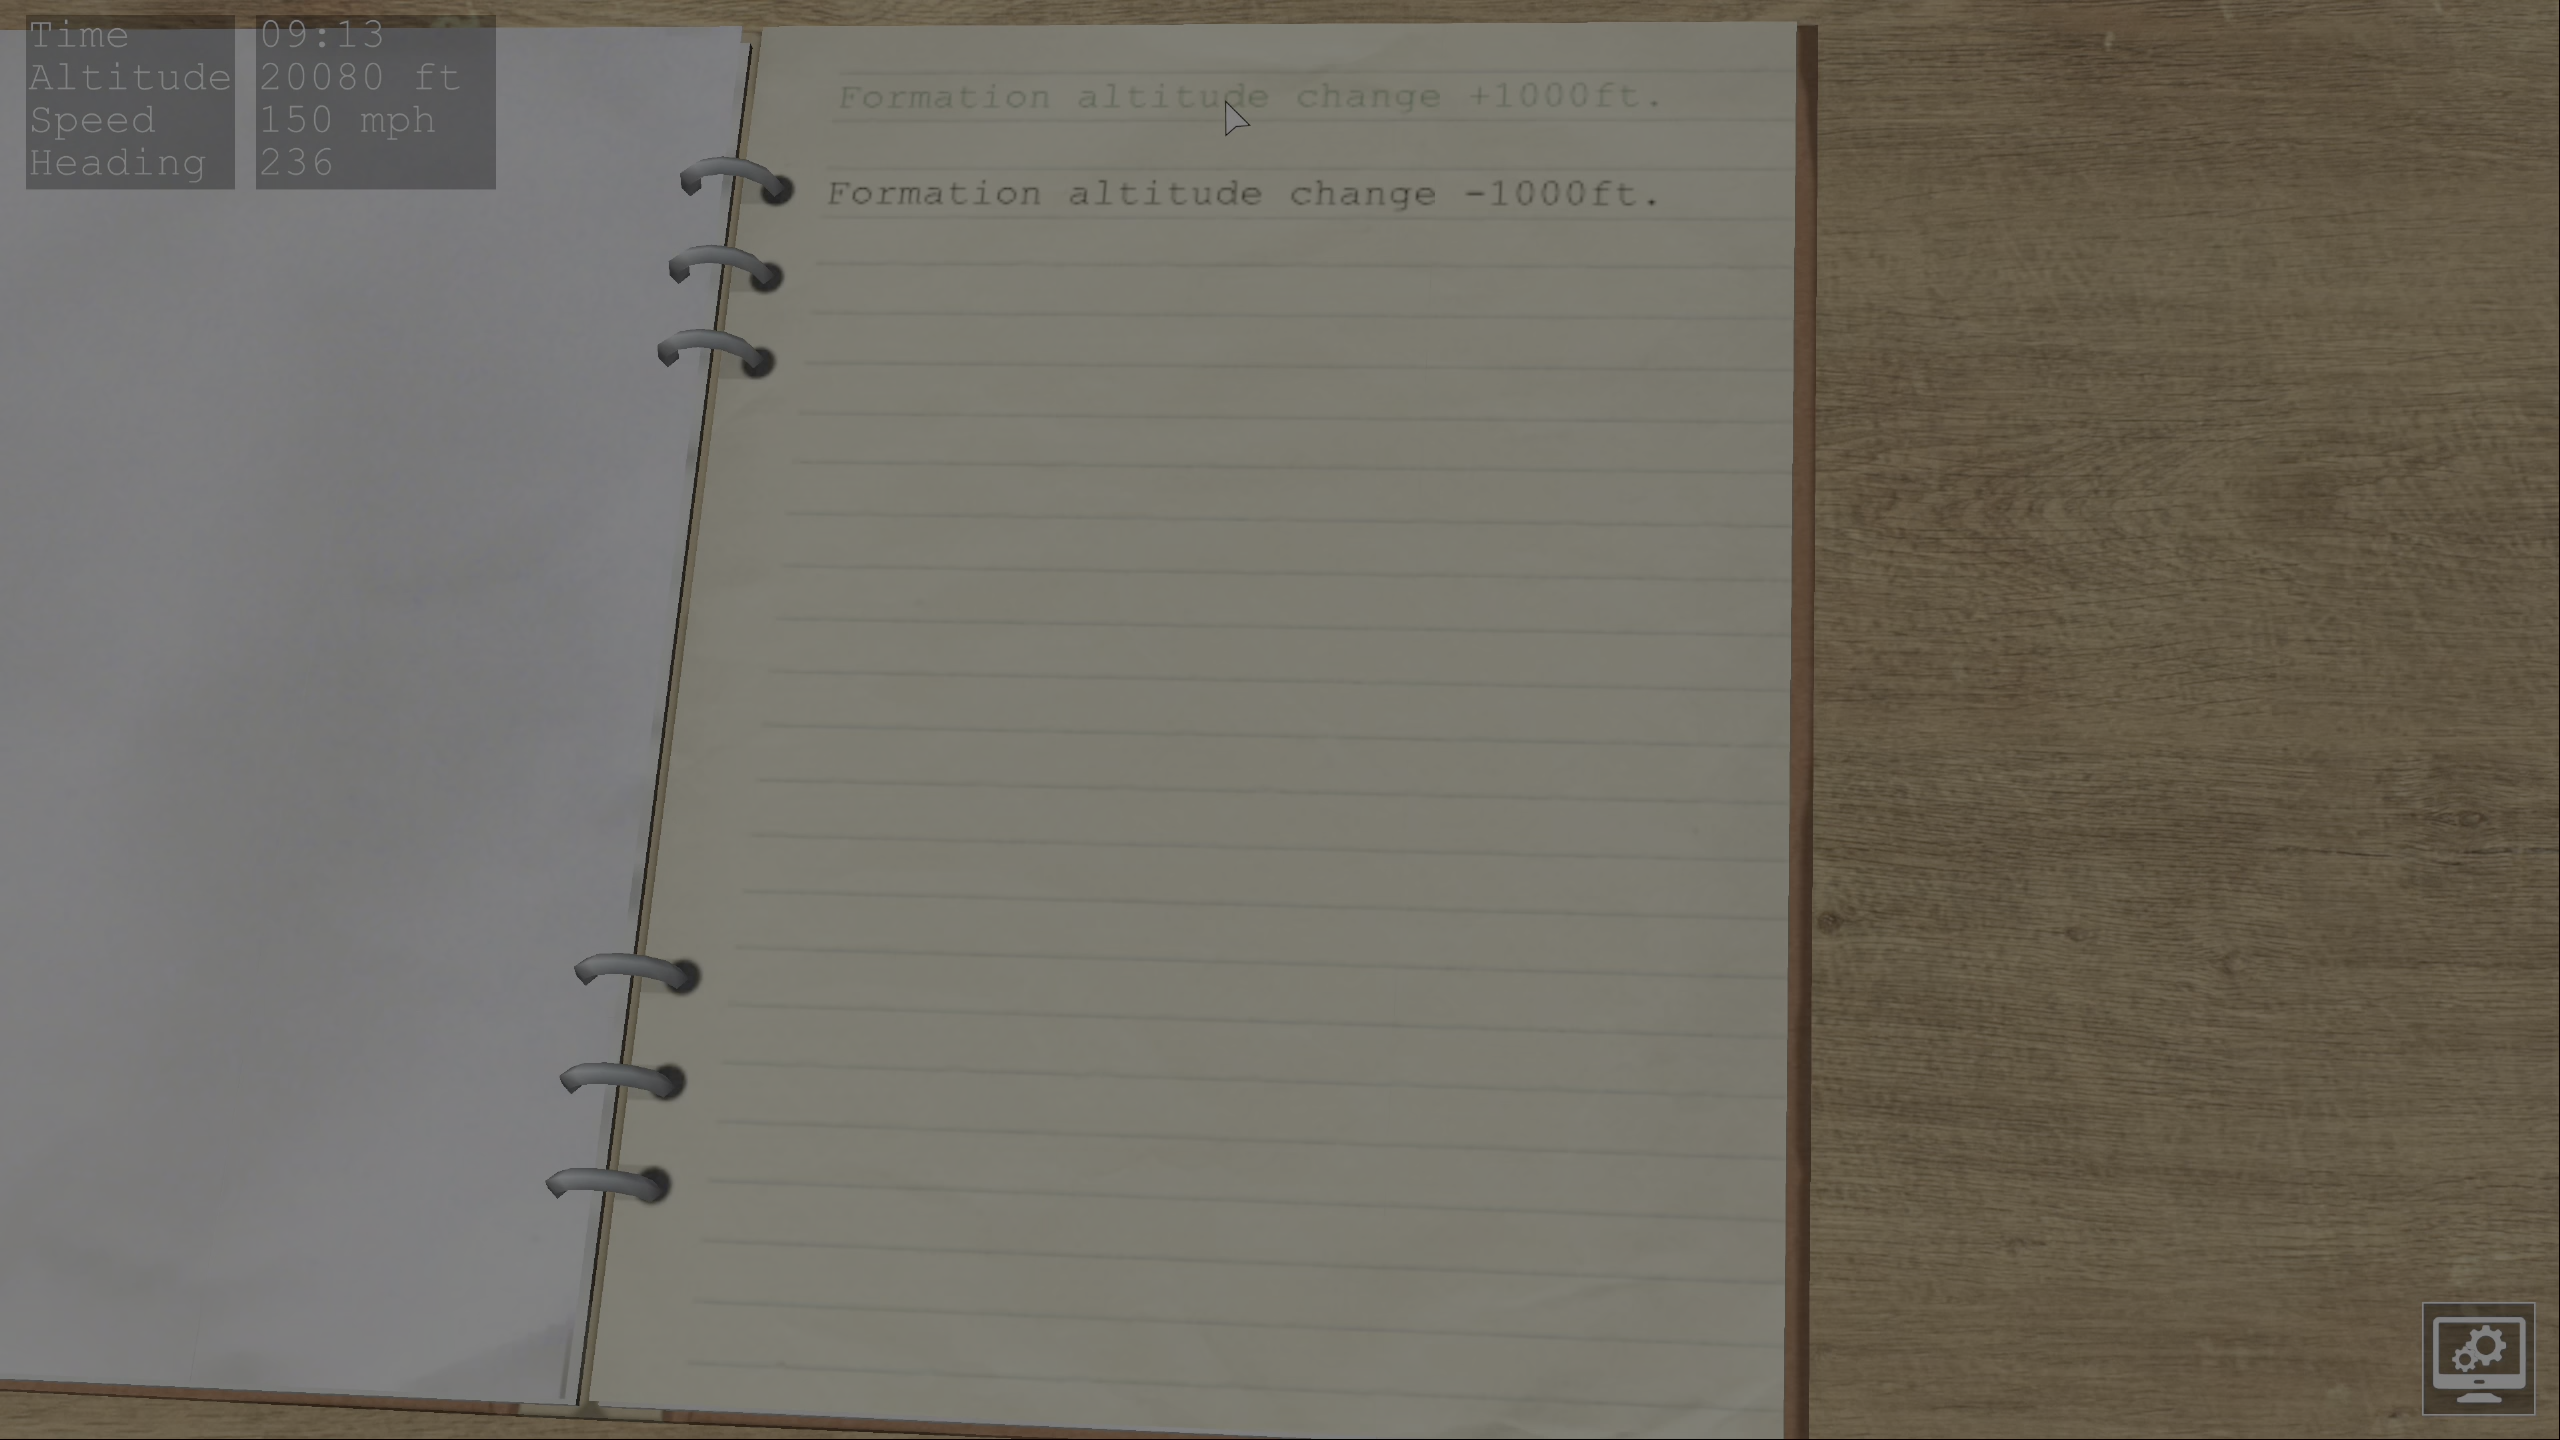 Time 09:13
Altitude 20080 ft
Speed 150 mph
Heading 236
Formation altitude change +1000ft.
Formation altitude change -1000ft.